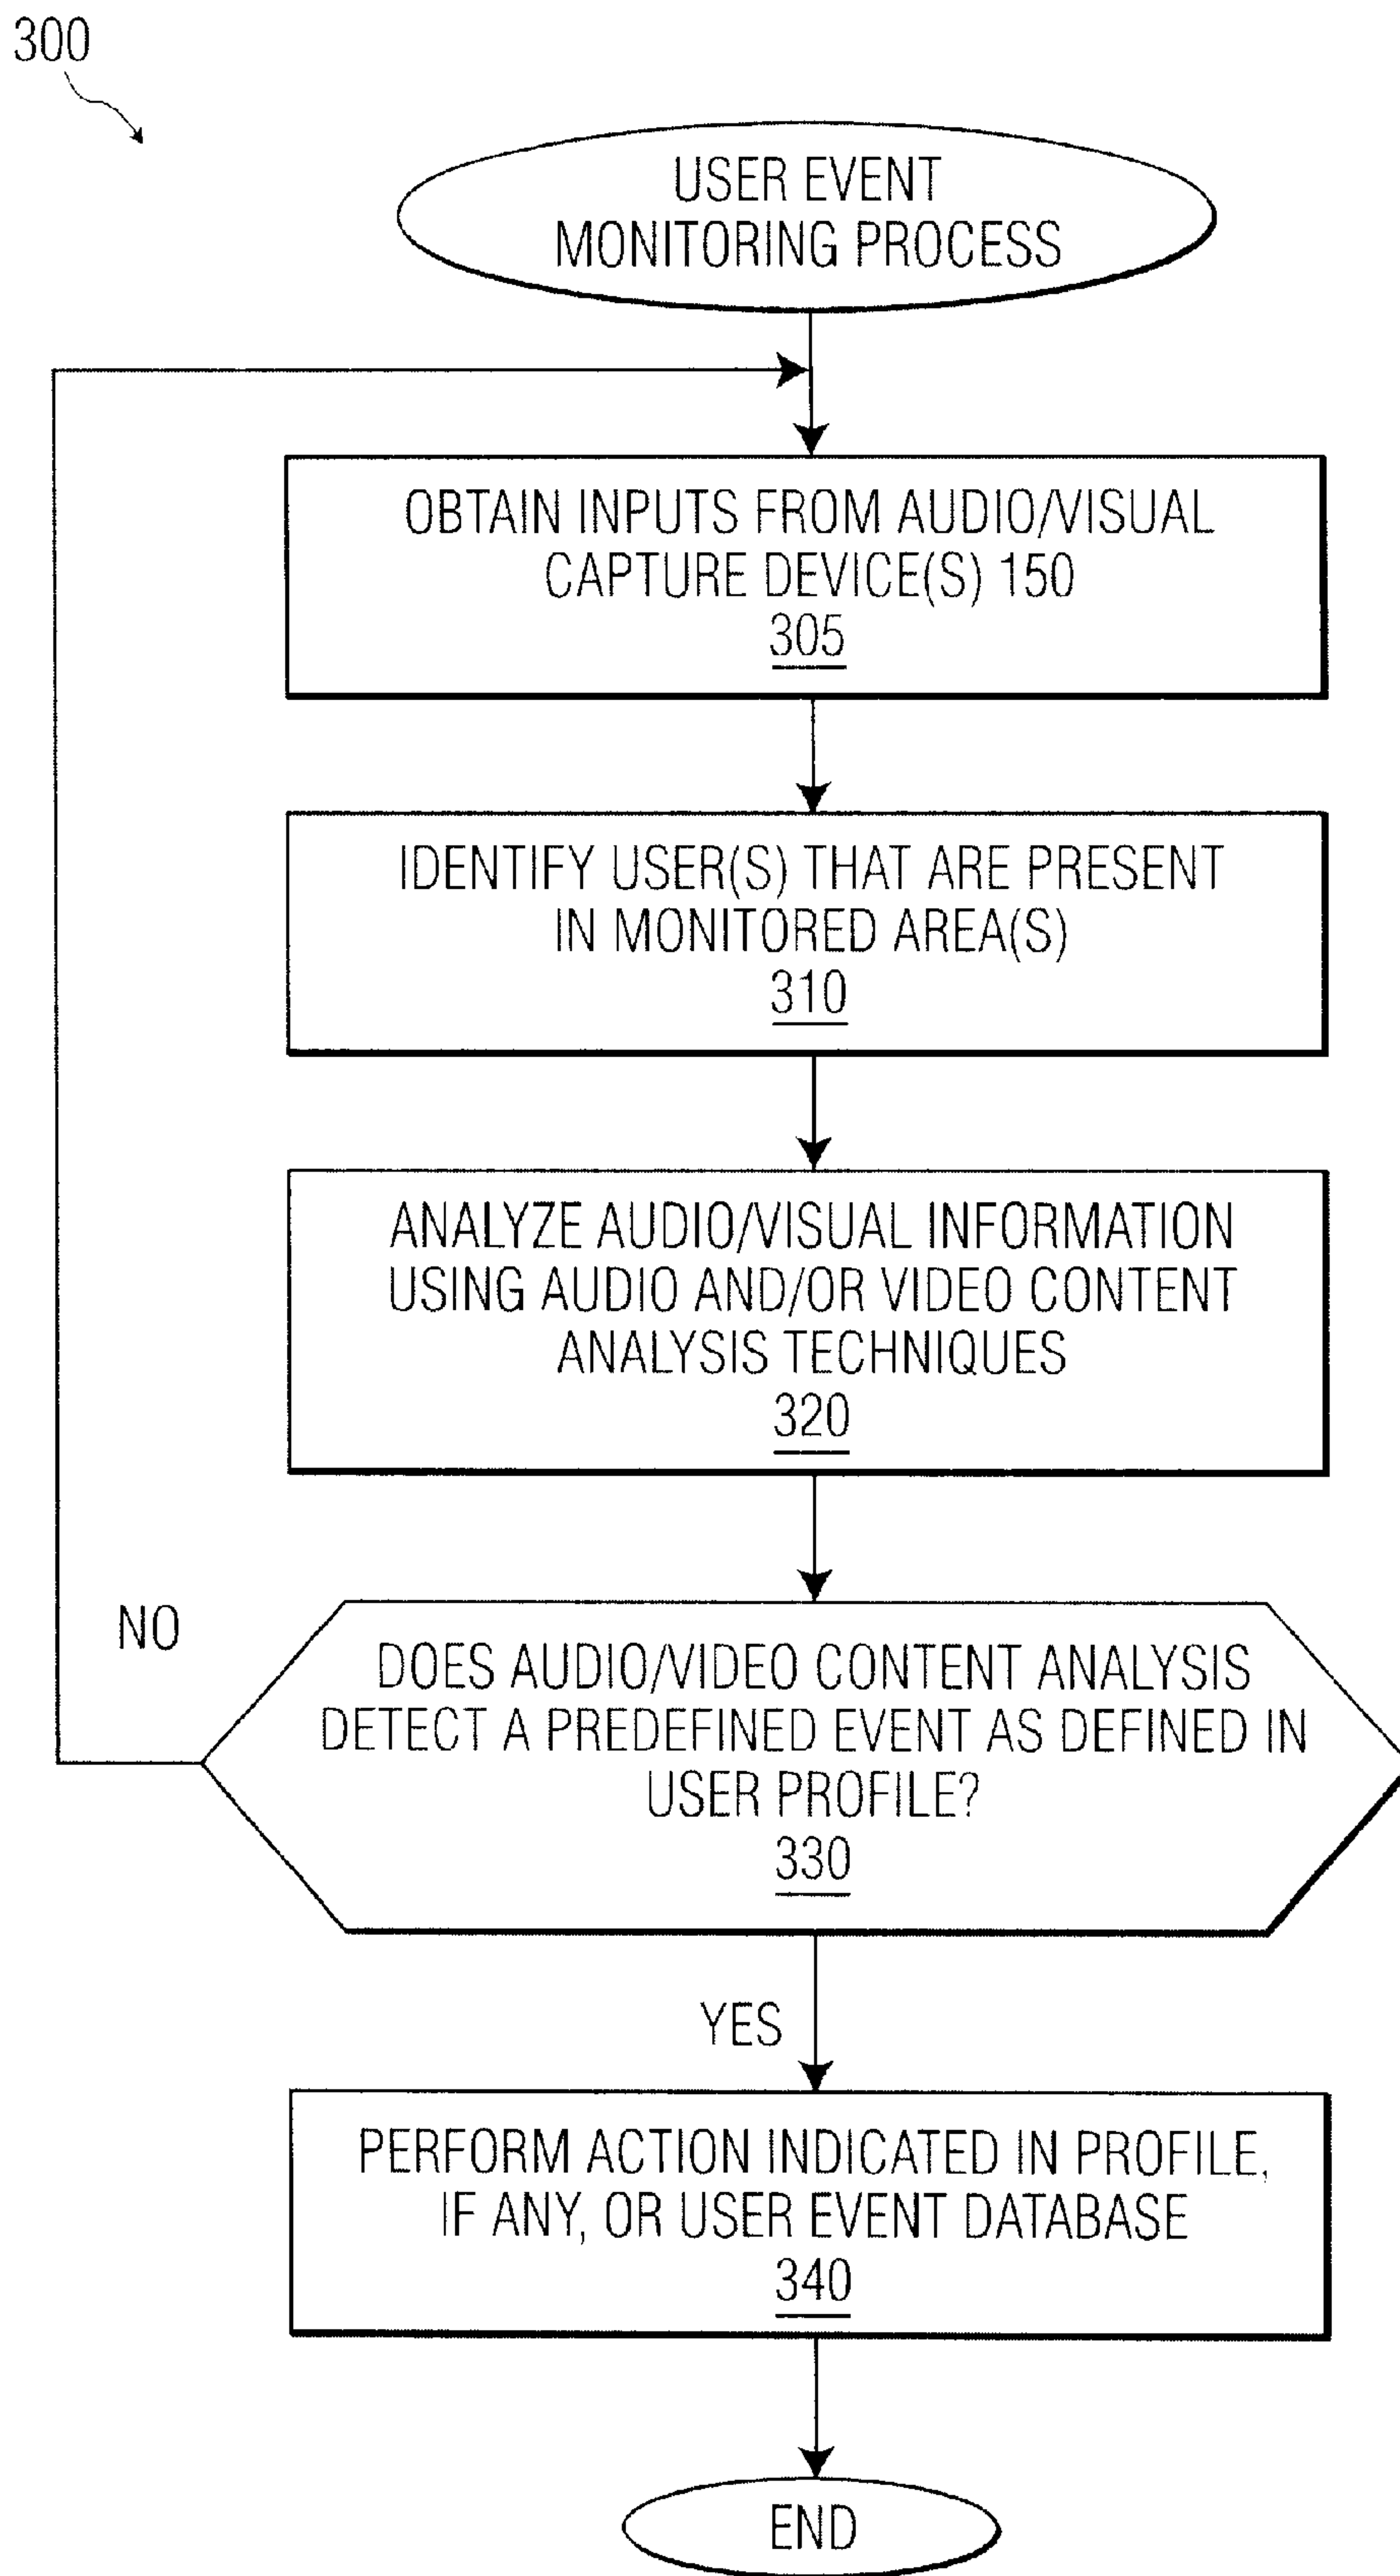 300
USER EVENT
MONITORING PROCESS
OBTAIN INPUTS FROM AUDIO/VISUAL
CAPTURE DEVICE(S) 150
305
IDENTIFY USER(S) THAT ARE PRESENT
IN MONITORED AREA(S)
310
ANALYZE AUDIO/VISUAL INFORMATION
USING AUDIO AND/OR VIDEO CONTENT
ANALYSIS TECHNIQUES
320
NO
DOES AUDIO/VIDEO CONTENT ANALYSIS
DETECT A PREDEFINED EVENT AS DEFINED IN
USER PROFILE?
330
YES
PERFORM ACTION INDICATED IN PROFILE,
IF ANY, OR USER EVENT DATABASE
340
END